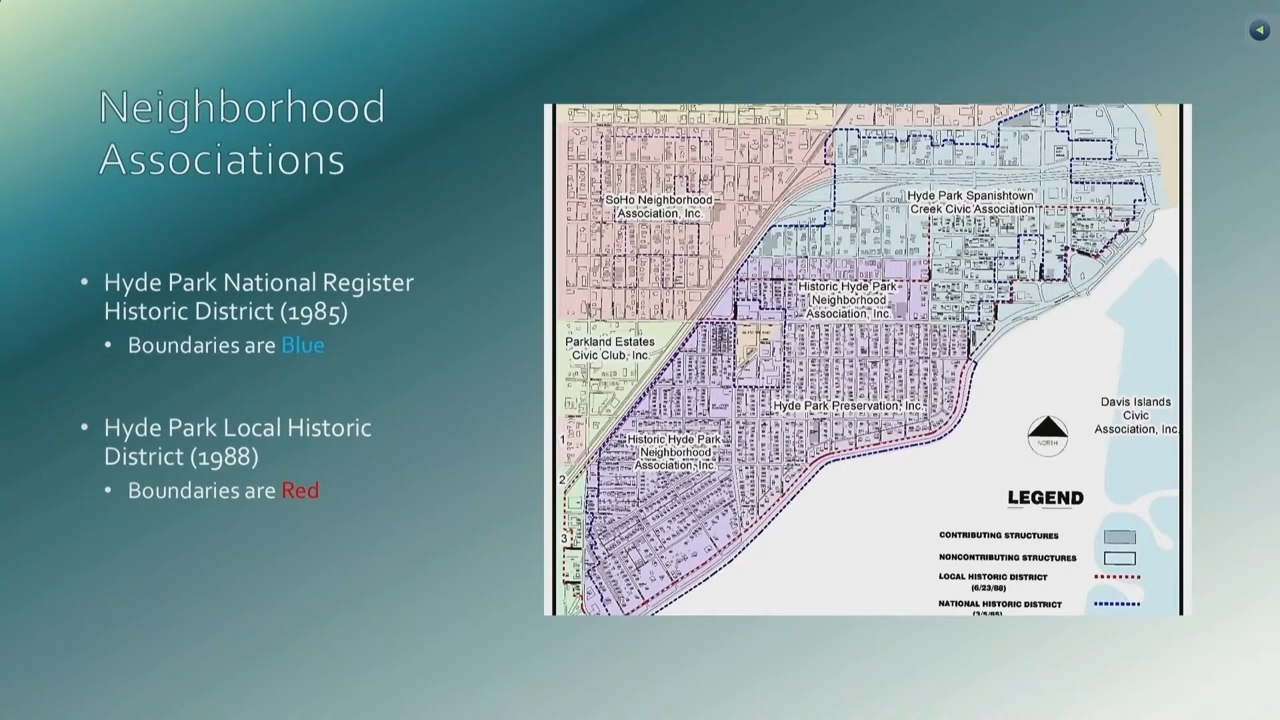 Neighborhood
Associations
• Hyde Park National Register
Historic District (1985)
• Boundaries are Blue
• Hyde Park Local Historic
District (1988)
• Boundaries are Red
SoHo Neighborhood
Association, Inc.
Hyde Park Spanishtown
Creek Civic Association
Historic Hyde Park
Neighborhood
Association, Inc.
Parkland Estates
Civic Club, Inc.
Hyde Park Preservation, Inc.
Historic Hyde Park
Neighborhood
Association, Inc.
Davis Islands
Civic
Association, Inc.
1
2
3
NORTH
LEGEND
CONTRIBUTING STRUCTURES
NONCONTRIBUTING STRUCTURES
LOCAL HISTORIC DISTRICT
(6/23/88)
NATIONAL HISTORIC DISTRICT
(3/5/85)